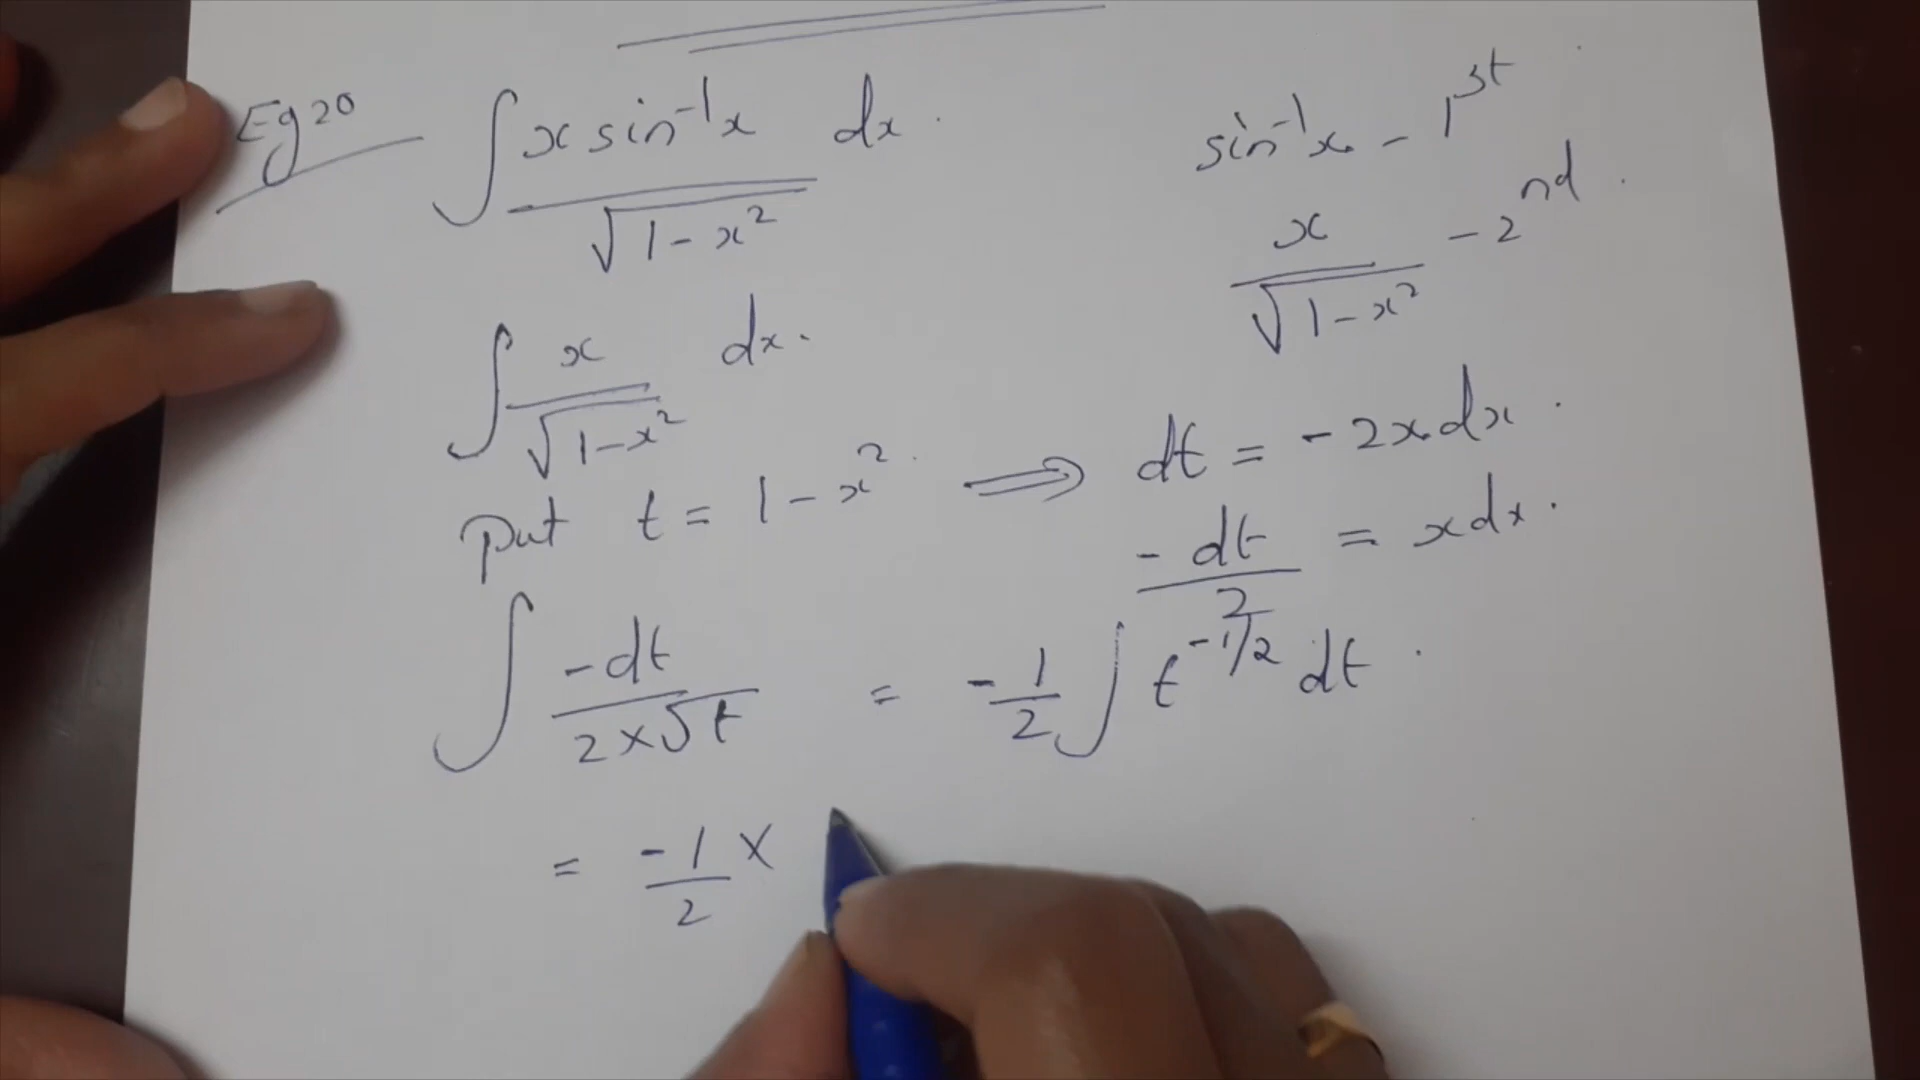 Eg 20 ∫ x sin⁻¹x / √(1-x²) dx.
sin⁻¹x - 1st
x / √(1-x²) - 2nd.
∫ x / √(1-x²) dx.
Put t = 1-x² ⟹ dt = -2x dx.
-dt/2 = x dx.
∫ -dt / 2×√t = -1/2 ∫ t^(-1/2) dt.
= -1/2 ×